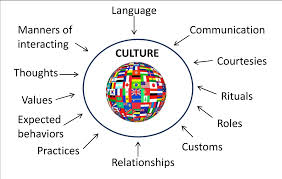 Language
Manners of
interacting
Communication
CULTURE
Courtesies
Thoughts
Values
Rituals
Expected
behaviors
Roles
Practices
Customs
Relationships